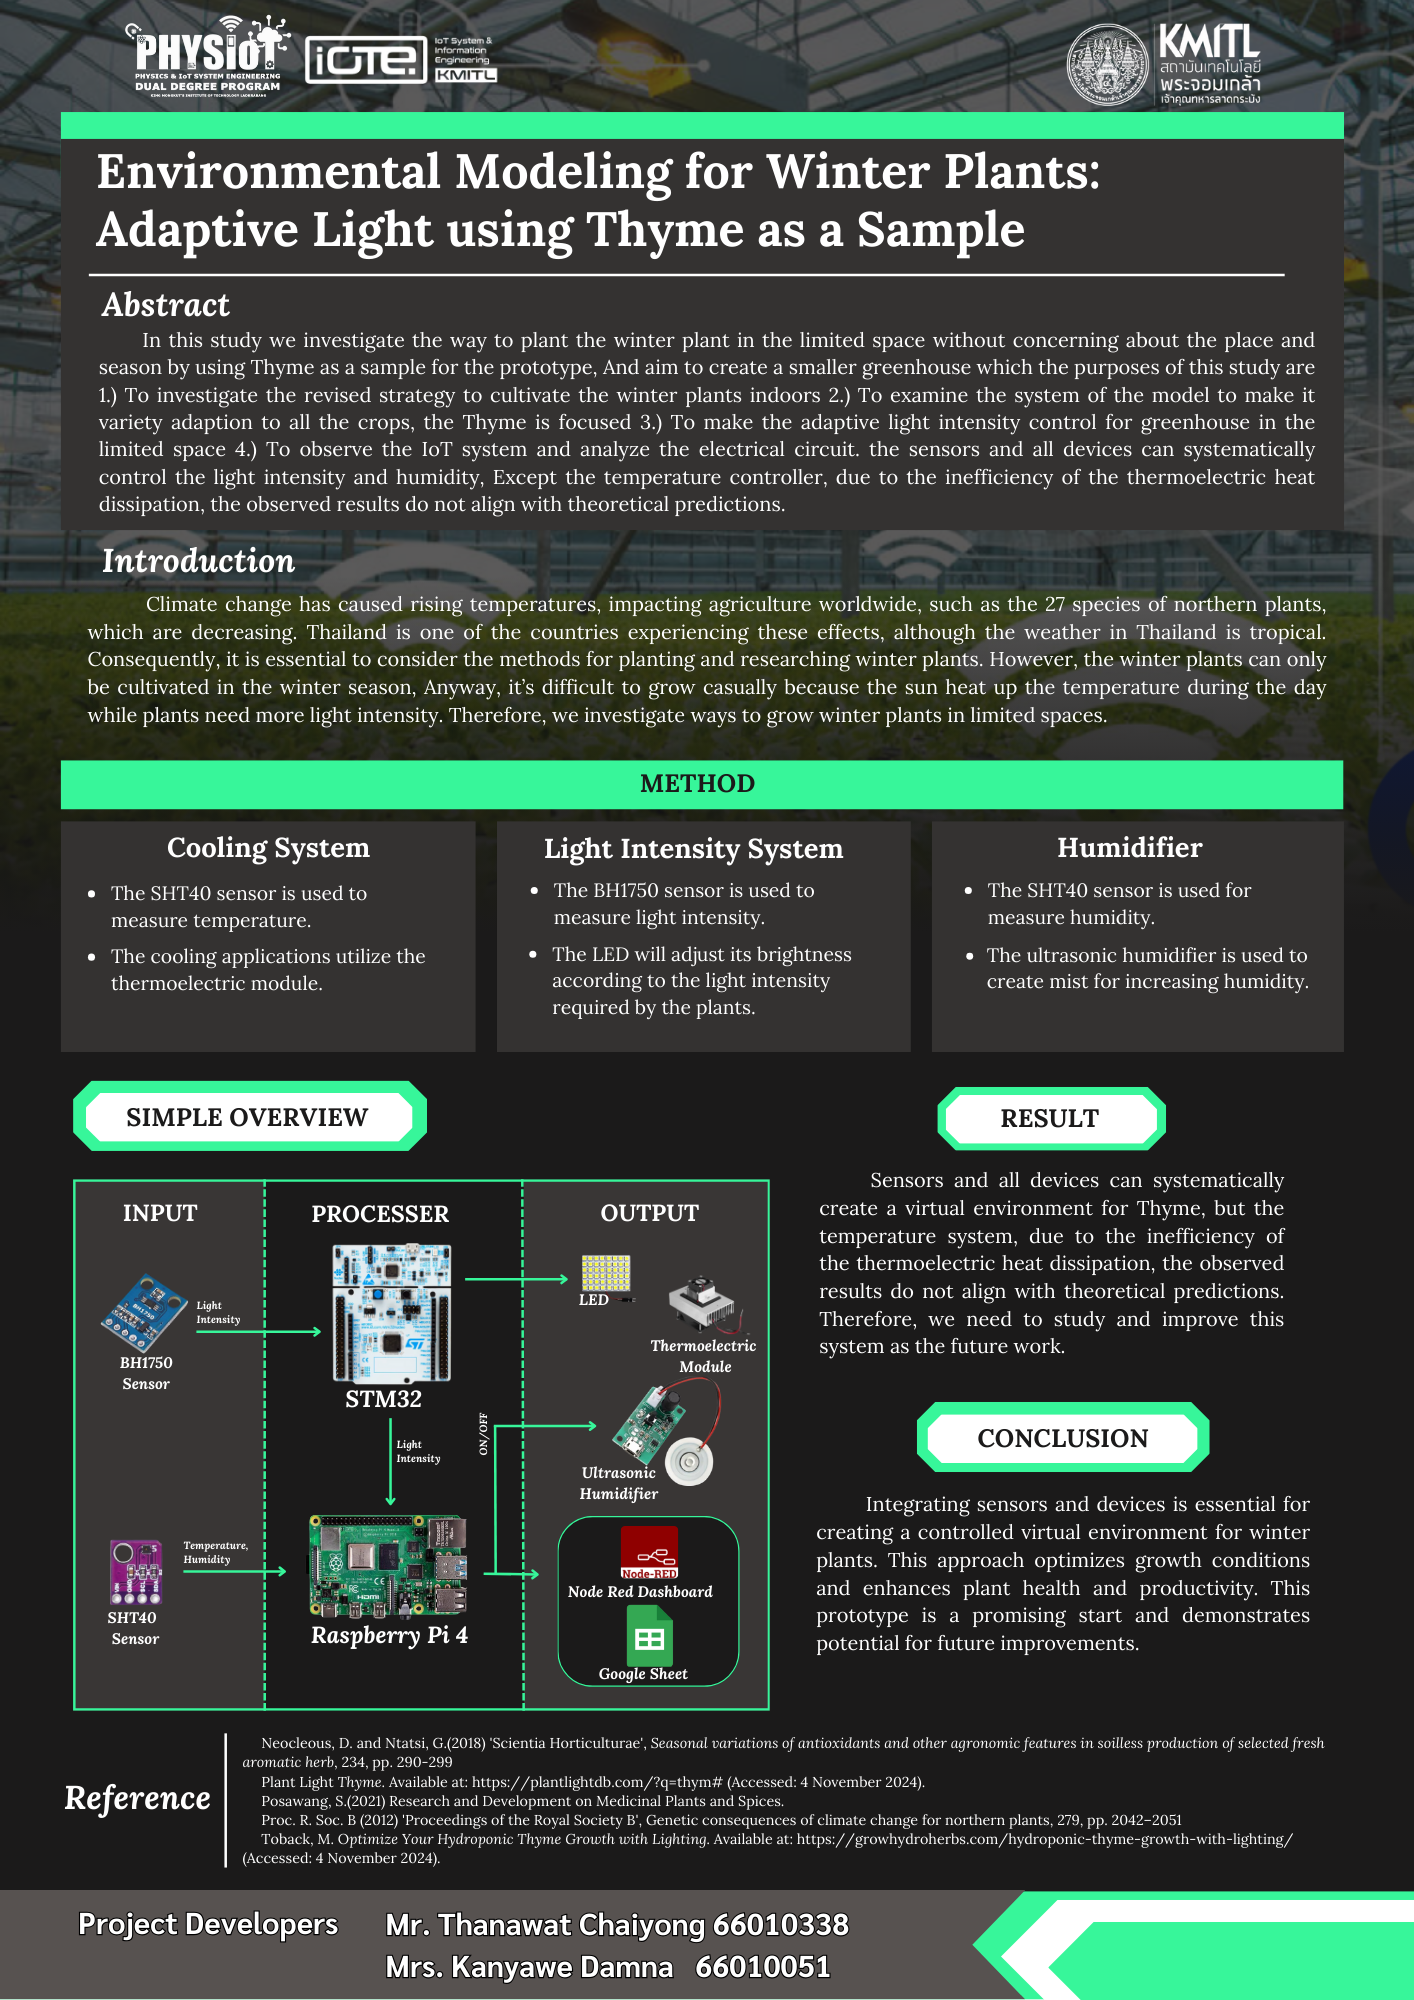 PHYSIoT
PHYSICS & IoT SYSTEM ENGINEERING
DUAL DEGREE PROGRAM
KING MONGKUT'S INSTITUTE OF TECHNOLOGY LADKRABANG
IoTE!
IoT System &
Information
Engineering
KMITL
KMITL
สถาบันเทคโนโลยี
พระจอมเกล้า
เจ้าคุณทหารลาดกระบัง
Environmental Modeling for Winter Plants:
Adaptive Light using Thyme as a Sample
Abstract
In this study we investigate the way to plant the winter plant in the limited space without concerning about the place and
season by using Thyme as a sample for the prototype, And aim to create a smaller greenhouse which the purposes of this study are
1.) To investigate the revised strategy to cultivate the winter plants indoors 2.) To examine the system of the model to make it
variety adaption to all the crops, the Thyme is focused 3.) To make the adaptive light intensity control for greenhouse in the
limited space 4.) To observe the IoT system and analyze the electrical circuit. the sensors and all devices can systematically
control the light intensity and humidity, Except the temperature controller, due to the inefficiency of the thermoelectric heat
dissipation, the observed results do not align with theoretical predictions.
Introduction
Climate change has caused rising temperatures, impacting agriculture worldwide, such as the 27 species of northern plants,
which are decreasing. Thailand is one of the countries experiencing these effects, although the weather in Thailand is tropical.
Consequently, it is essential to consider the methods for planting and researching winter plants. However, the winter plants can only
be cultivated in the winter season, Anyway, it's difficult to grow casually because the sun heat up the temperature during the day
while plants need more light intensity. Therefore, we investigate ways to grow winter plants in limited spaces.
METHOD
Cooling System
• The SHT40 sensor is used to
measure temperature.
• The cooling applications utilize the
thermoelectric module.
Light Intensity System
• The BH1750 sensor is used to
measure light intensity.
• The LED will adjust its brightness
according to the light intensity
required by the plants.
Humidifier
• The SHT40 sensor is used for
measure humidity.
• The ultrasonic humidifier is used to
create mist for increasing humidity.
SIMPLE OVERVIEW
INPUT
PROCESSER
OUTPUT
Light
Intensity
BH1750
Sensor
STM32
LED
Thermoelectric
Module
Light
Intensity
ON/OFF
Ultrasonic
Humidifier
Temperature,
Humidity
SHT40
Sensor
Raspberry Pi 4
Node-RED
Node Red Dashboard
Google Sheet
RESULT
Sensors and all devices can systematically
create a virtual environment for Thyme, but the
temperature system, due to the inefficiency of
the thermoelectric heat dissipation, the observed
results do not align with theoretical predictions.
Therefore, we need to study and improve this
system as the future work.
CONCLUSION
Integrating sensors and devices is essential for
creating a controlled virtual environment for winter
plants. This approach optimizes growth conditions
and enhances plant health and productivity. This
prototype is a promising start and demonstrates
potential for future improvements.
Reference
Neocleous, D. and Ntatsi, G.(2018) 'Scientia Horticulturae', Seasonal variations of antioxidants and other agronomic features in soilless production of selected fresh
aromatic herb, 234, pp. 290-299
Plant Light Thyme. Available at: https://plantlightdb.com/?q=thym# (Accessed: 4 November 2024).
Posawang, S.(2021) Research and Development on Medicinal Plants and Spices.
Proc. R. Soc. B (2012) 'Proceedings of the Royal Society B', Genetic consequences of climate change for northern plants, 279, pp. 2042–2051
Toback, M. Optimize Your Hydroponic Thyme Growth with Lighting. Available at: https://growhydroherbs.com/hydroponic-thyme-growth-with-lighting/
(Accessed: 4 November 2024).
Project Developers
Mr. Thanawat Chaiyong 66010338
Mrs. Kanyawe Damna 66010051